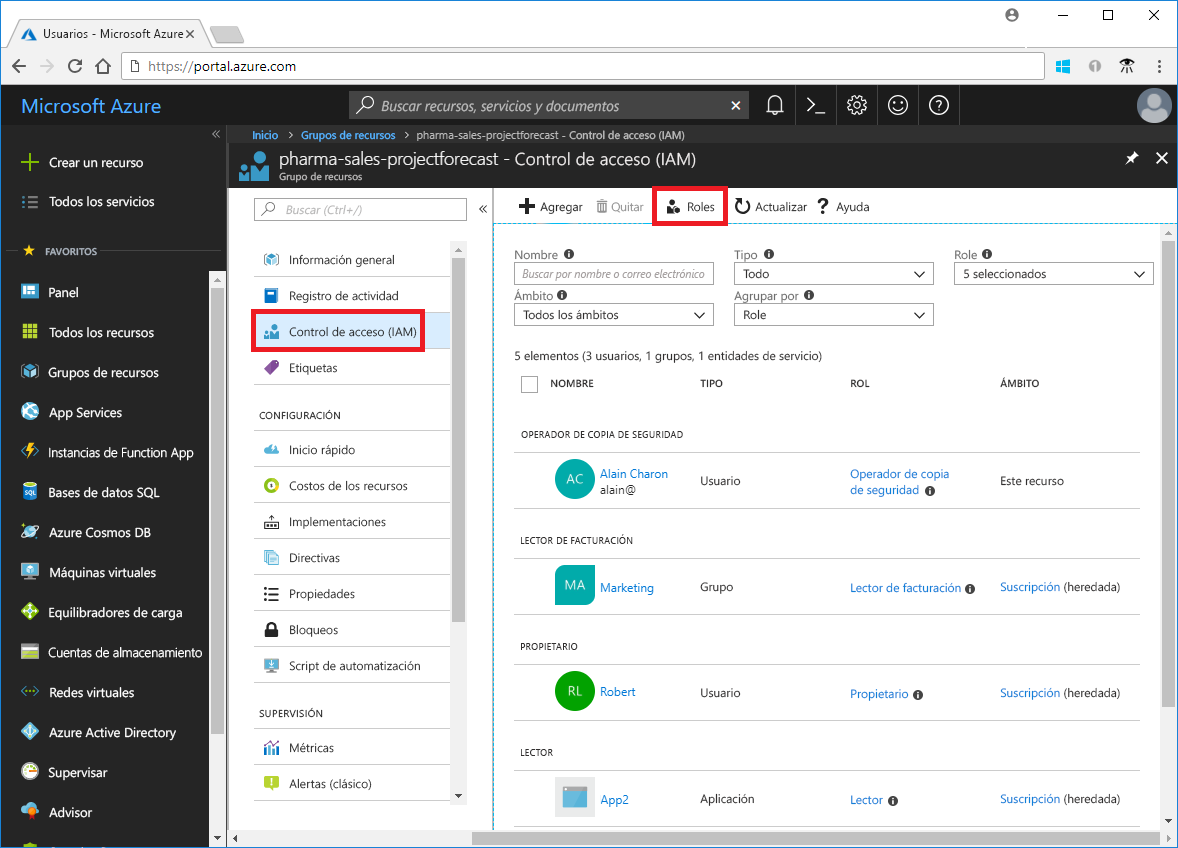 Usuarios - Microsoft Azure
https://portal.azure.com
Microsoft Azure
Buscar recursos, servicios y documentos
Inicio > Grupos de recursos > pharma-sales-projectforecast - Control de acceso (IAM)
pharma-sales-projectforecast - Control de acceso (IAM)
Grupo de recursos
Crear un recurso
Todos los servicios
FAVORITOS
Panel
Todos los recursos
Grupos de recursos
App Services
Instancias de Function App
Bases de datos SQL
Azure Cosmos DB
Máquinas virtuales
Equilibradores de carga
Cuentas de almacenamiento
Redes virtuales
Azure Active Directory
Supervisar
Advisor
Buscar (Ctrl+/)
Información general
Registro de actividad
Control de acceso (IAM)
Etiquetas
CONFIGURACIÓN
Inicio rápido
Costos de los recursos
Implementaciones
Directivas
Propiedades
Bloqueos
Script de automatización
SUPERVISIÓN
Métricas
Alertas (clásico)
Agregar Quitar Roles Actualizar Ayuda
Nombre Tipo Role
Buscar por nombre o correo electrónico Todo 5 seleccionados
Ámbito Agrupar por
Todos los ámbitos Role
5 elementos (3 usuarios, 1 grupos, 1 entidades de servicio)
NOMBRE TIPO ROL ÁMBITO
OPERADOR DE COPIA DE SEGURIDAD
AC Alain Charon Usuario Operador de copia Este recurso
alain@ de seguridad
LECTOR DE FACTURACIÓN
MA Marketing Grupo Lector de facturación Suscripción (heredada)
PROPIETARIO
RL Robert Usuario Propietario Suscripción (heredada)
LECTOR
App2 Aplicación Lector Suscripción (heredada)